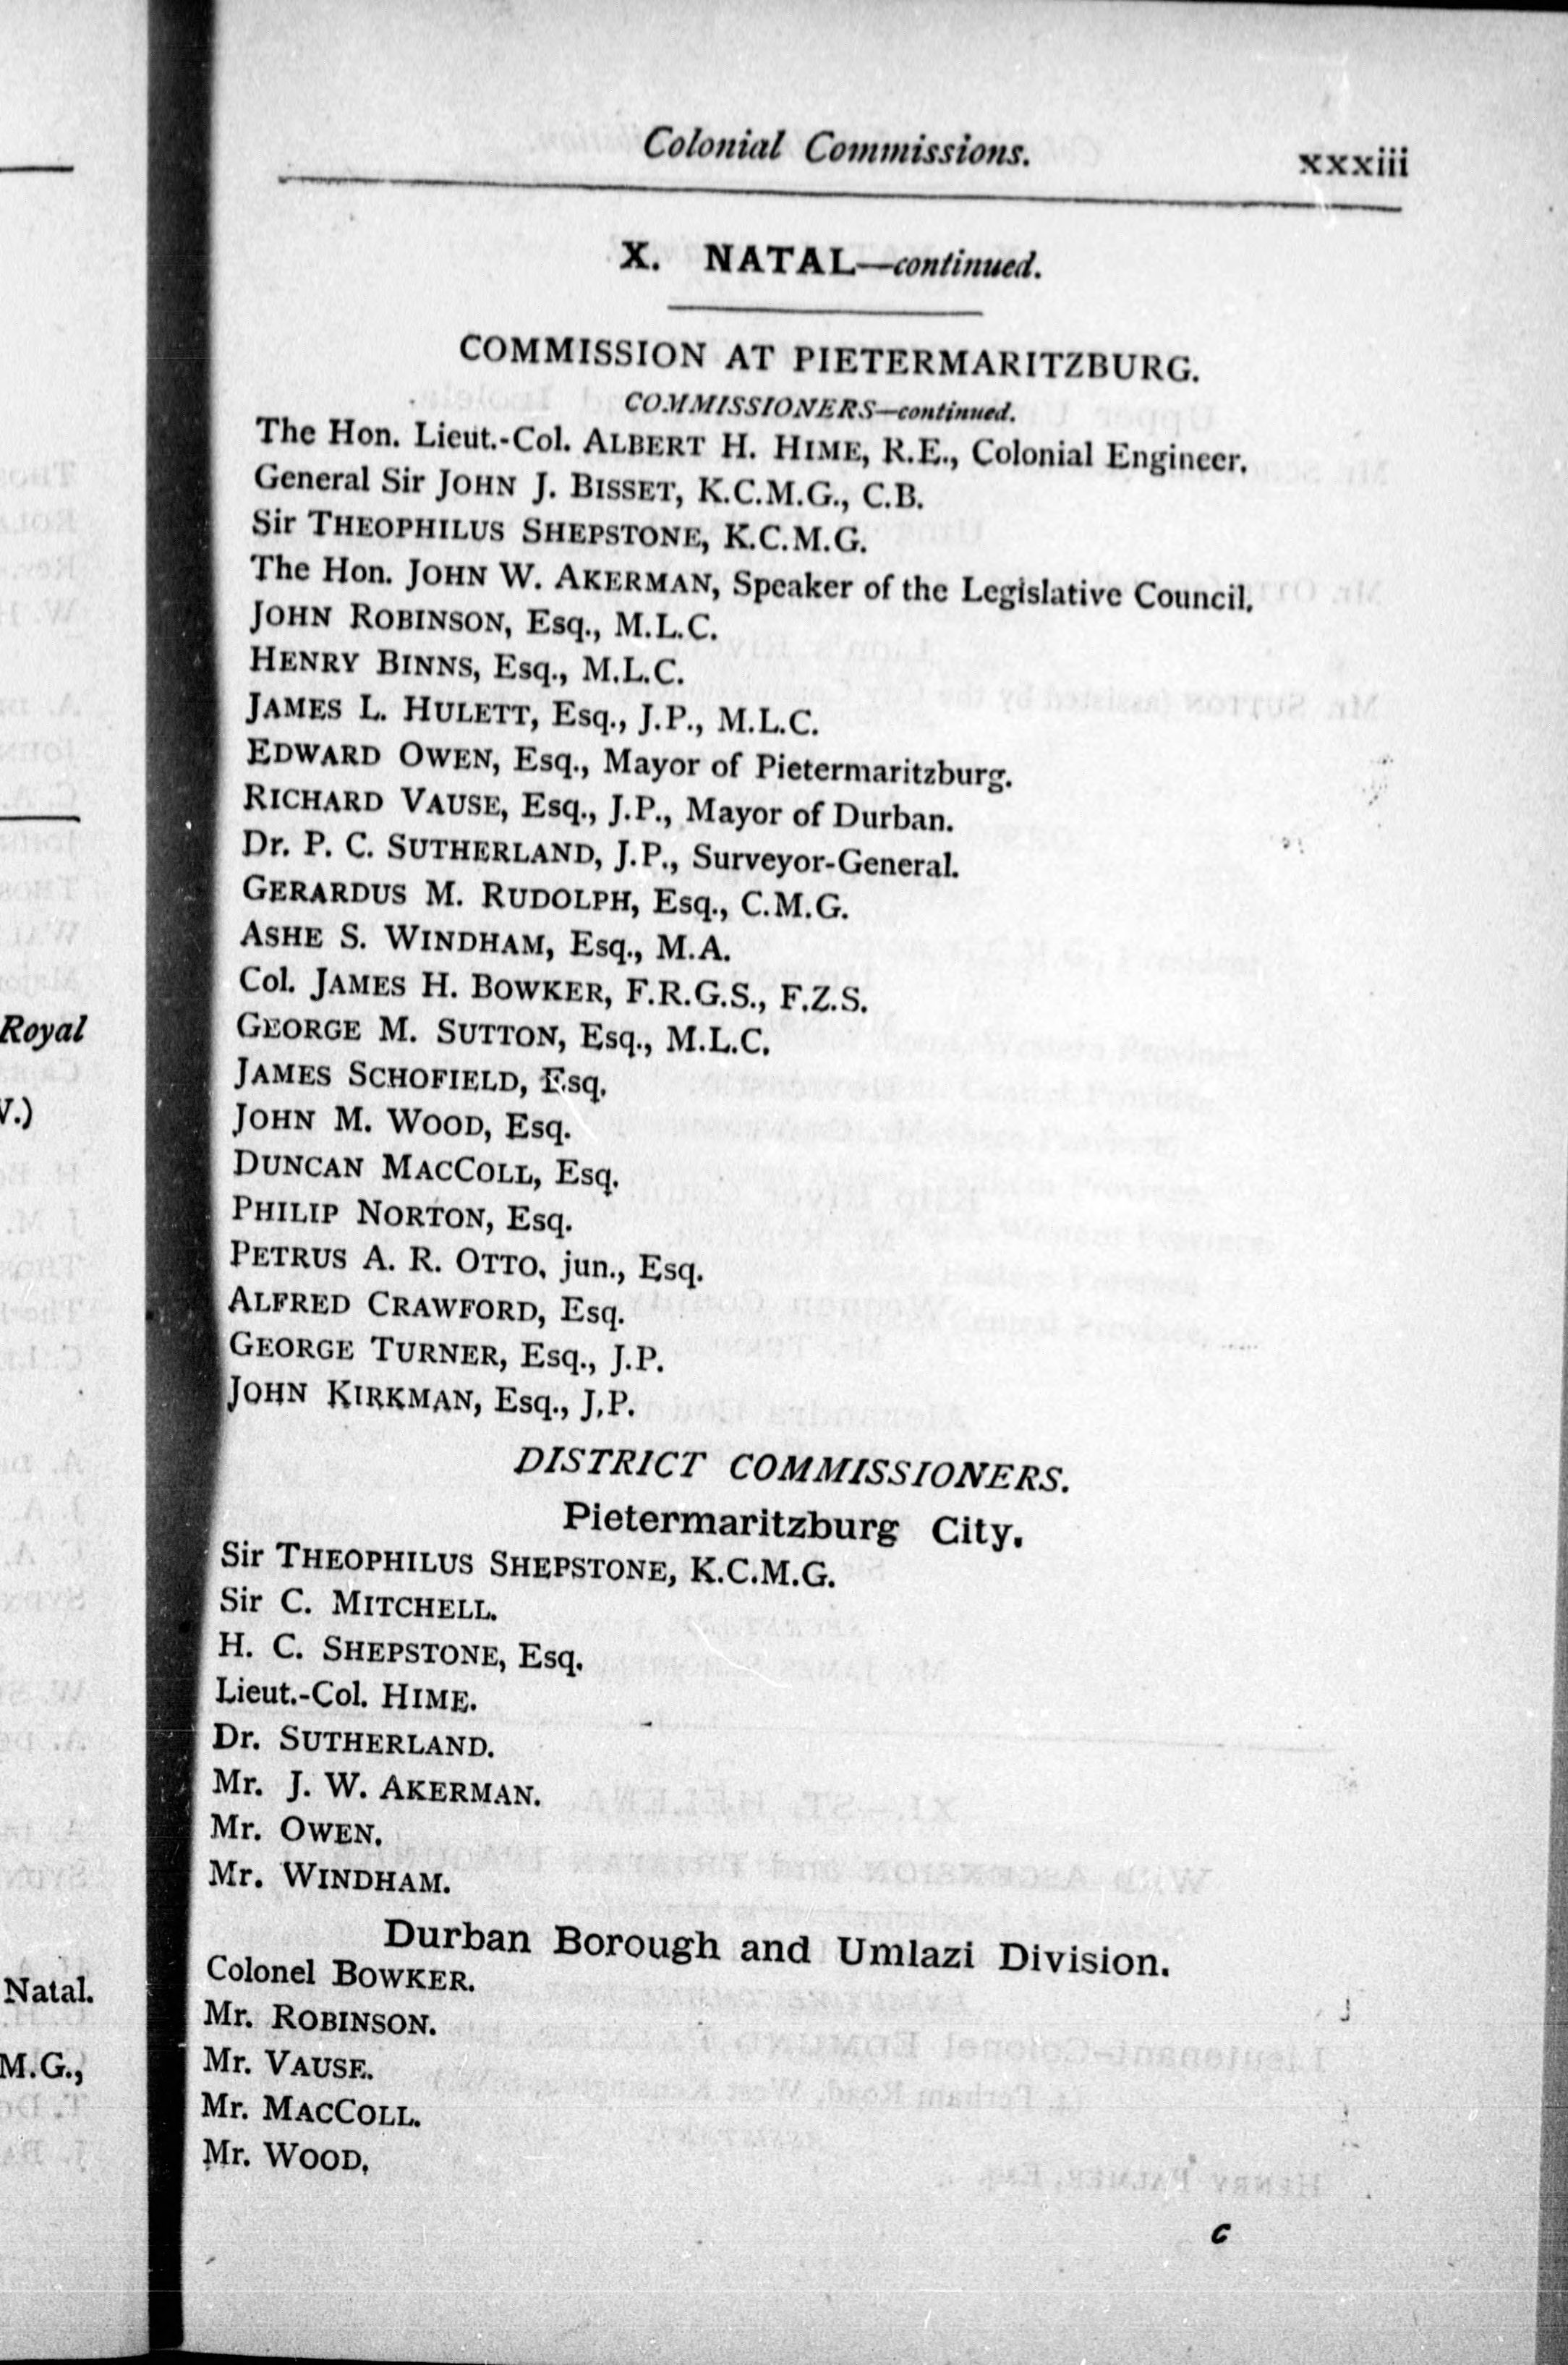 Colonial Commissions. xxxiii
X. NATAL—continued.
COMMISSION AT PIETERMARITZBURG.
COMMISSIONERS—continued.
The Hon. Lieut.-Col. ALBERT H. HIME, R.E., Colonial Engineer.
General Sir JOHN J. BISSET, K.C.M.G., C.B.
Sir THEOPHILUS SHEPSTONE, K.C.M.G.
The Hon. JOHN W. AKERMAN, Speaker of the Legislative Council.
JOHN ROBINSON, Esq., M.L.C.
HENRY BINNS, Esq., M.L.C.
JAMES L. HULETT, Esq., J.P., M.L.C.
EDWARD OWEN, Esq., Mayor of Pietermaritzburg.
RICHARD VAUSE, Esq., J.P., Mayor of Durban.
Dr. P. C. SUTHERLAND, J.P., Surveyor-General.
GERARDUS M. RUDOLPH, Esq., C.M.G.
ASHE S. WINDHAM, Esq., M.A.
Col. JAMES H. BOWKER, F.R.G.S., F.Z.S.
GEORGE M. SUTTON, Esq., M.L.C.
JAMES SCHOFIELD, Esq.
JOHN M. WOOD, Esq.
DUNCAN MACCOLL, Esq.
PHILIP NORTON, Esq.
PETRUS A. R. OTTO, jun., Esq.
ALFRED CRAWFORD, Esq.
GEORGE TURNER, Esq., J.P.
JOHN KIRKMAN, Esq., J.P.
DISTRICT COMMISSIONERS.
Pietermaritzburg City.
Sir THEOPHILUS SHEPSTONE, K.C.M.G.
Sir C. MITCHELL.
H. C. SHEPSTONE, Esq.
Lieut.-Col. HIME.
Dr. SUTHERLAND.
Mr. J. W. AKERMAN.
Mr. OWEN.
Mr. WINDHAM.
Durban Borough and Umlazi Division.
Colonel BOWKER.
Mr. ROBINSON.
Mr. VAUSE.
Mr. MACCOLL.
Mr. WOOD.
c
Royal
V.)
Natal.
M.G.,